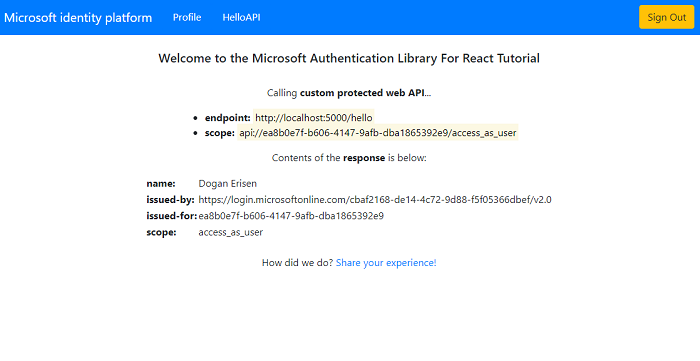 Microsoft identity platform Profile HelloAPI Sign Out
Welcome to the Microsoft Authentication Library For React Tutorial
Calling custom protected web API...
endpoint: http://localhost:5000/hello
scope: api://ea8b0e7f-b606-4147-9afb-dba1865392e9/access_as_user
Contents of the response is below:
name: Dogan Erisen
issued-by: https://login.microsoftonline.com/cbaf2168-de14-4c72-9d88-f5f05366dbef/v2.0
issued-for: ea8b0e7f-b606-4147-9afb-dba1865392e9
scope: access_as_user
How did we do? Share your experience!